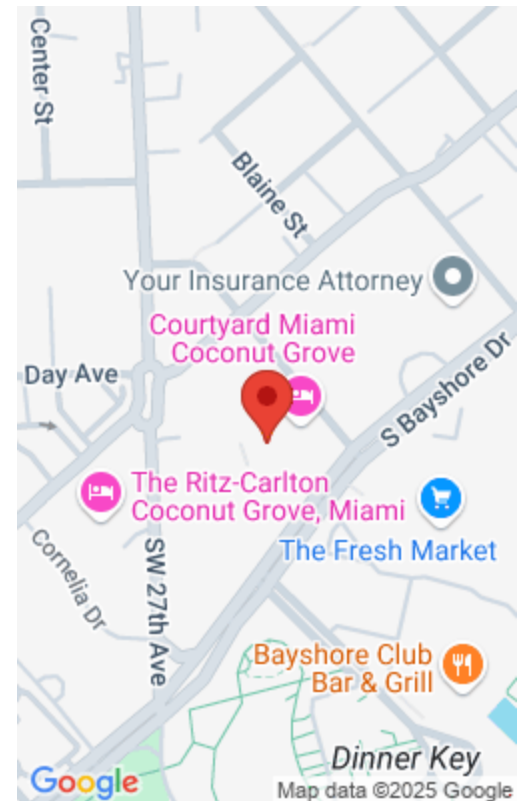 Center St
Blaine St
Your Insurance Attorney
Courtyard Miami
Coconut Grove
Day Ave
S Bayshore Dr
The Ritz-Carlton
Coconut Grove, Miami
The Fresh Market
Cornelia Dr
SW 27th Ave
Bayshore Club
Bar & Grill
Dinner Key
Google
Map data ©2025 Google